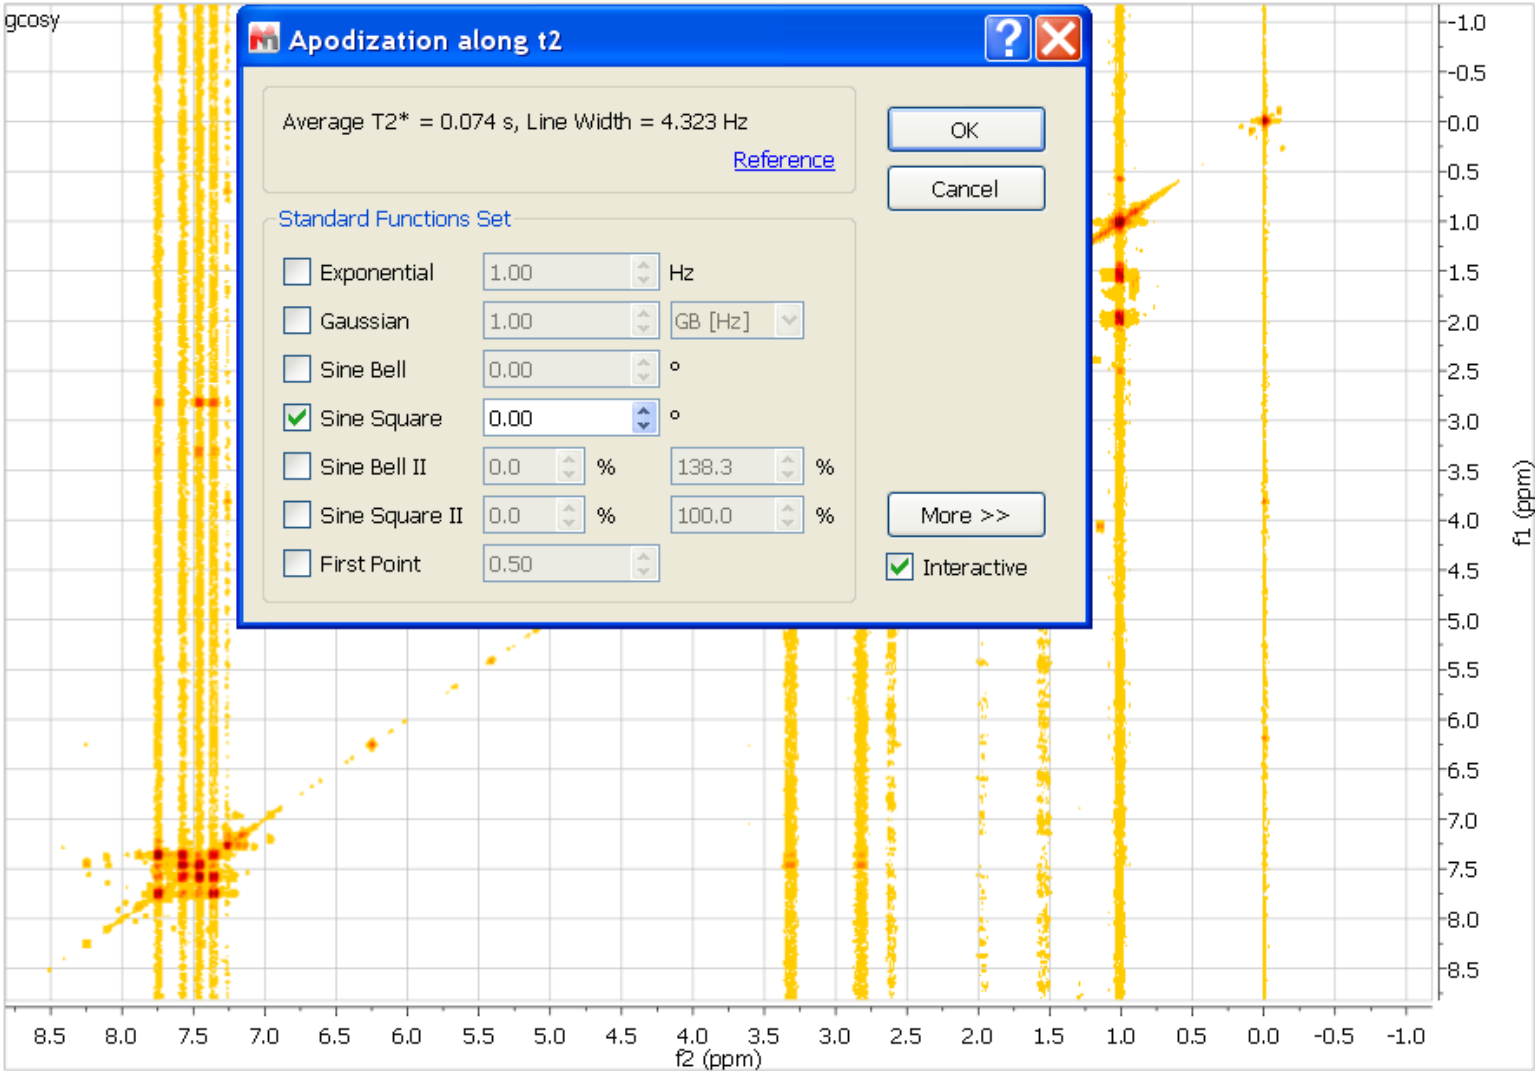 gcosy
Apodization along t2
Average T2* = 0.074 s, Line Width = 4.323 Hz
Reference
OK
Cancel
Standard Functions Set
Exponential 1.00 Hz
Gaussian 1.00 GB [Hz]
Sine Bell 0.00 °
Sine Square 0.00 °
Sine Bell II 0.0 % 138.3 %
Sine Square II 0.0 % 100.0 %
First Point 0.50
More >>
Interactive
-1.0
-0.5
0.0
0.5
1.0
1.5
2.0
2.5
3.0
3.5
4.0
4.5
5.0
5.5
6.0
6.5
7.0
7.5
8.0
8.5
f1 (ppm)
8.5 8.0 7.5 7.0 6.5 6.0 5.5 5.0 4.5 4.0 3.5 3.0 2.5 2.0 1.5 1.0 0.5 0.0 -0.5 -1.0
f2 (ppm)